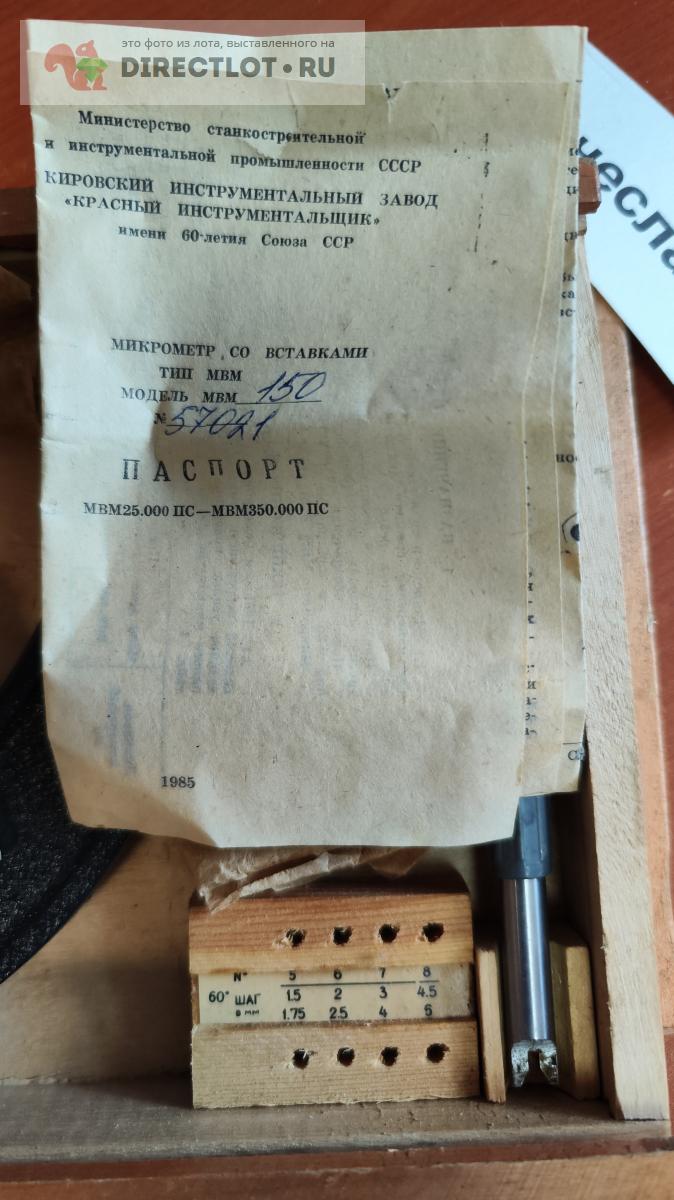 это фото из лота, выставленного на
DIRECTLOT.RU
Министерство станкостроительной
и инструментальной промышленности СССР
КИРОВСКИЙ ИНСТРУМЕНТАЛЬНЫЙ ЗАВОД
«КРАСНЫЙ ИНСТРУМЕНТАЛЬЩИК»
имени 60-летия Союза ССР
МИКРОМЕТР СО ВСТАВКАМИ
ТИП МВМ
МОДЕЛЬ МВМ 150
№ 57021
ПАСПОРТ
МВМ25.000 ПС—МВМ350.000 ПС
1985
№ 5 6 7 8
60° ШАГ 1.5 2 3 4.5
в мм 1.75 2.5 4 6